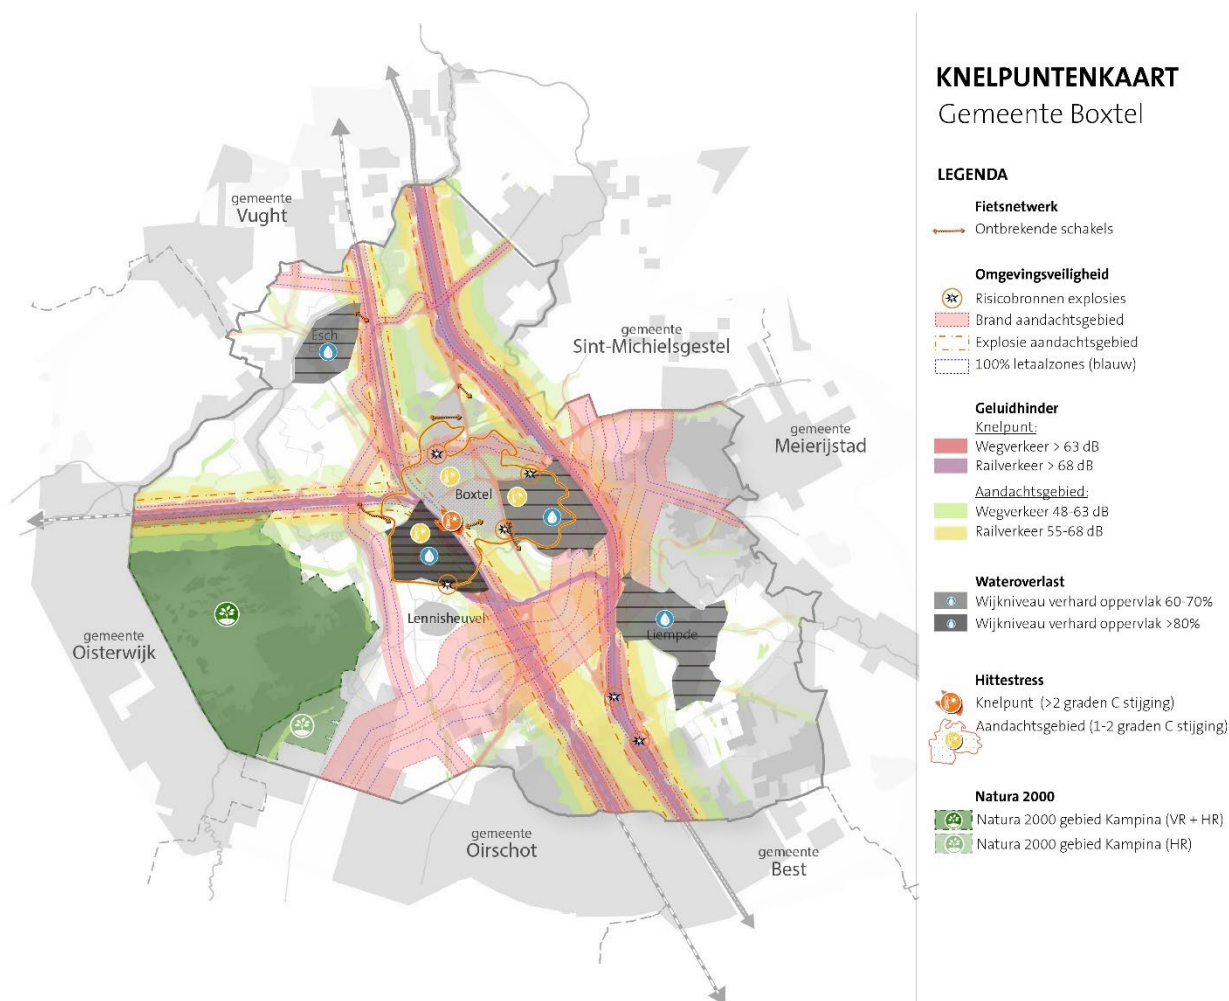 KNELPUNTENKAART
Gemeente Boxtel
LEGENDA
Fietsnetwerk
Ontbrekende schakels
Omgevingsveiligheid
Risicobronnen explosies
Brand aandachtsgebied
Explosie aandachtsgebied
100% letaalzones (blauw)
Geluidhinder
Knelpunt:
Wegverkeer > 63 dB
Railverkeer > 68 dB
Aandachtsgebied:
Wegverkeer 48-63 dB
Railverkeer 55-68 dB
Wateroverlast
Wijkniveau verhard oppervlak 60-70%
Wijkniveau verhard oppervlak >80%
Hittestress
Knelpunt (>2 graden C stijging)
Aandachtsgebied (1-2 graden C stijging)
Natura 2000
Natura 2000 gebied Kampina (VR + HR)
Natura 2000 gebied Kampina (HR)
gemeente
Vught
Esch
gemeente
Sint-Michielsgestel
gemeente
Meierijstad
Boxtel
Lennisheuvel
Liempde
gemeente
Oisterwijk
gemeente
Oirschot
gemeente
Best